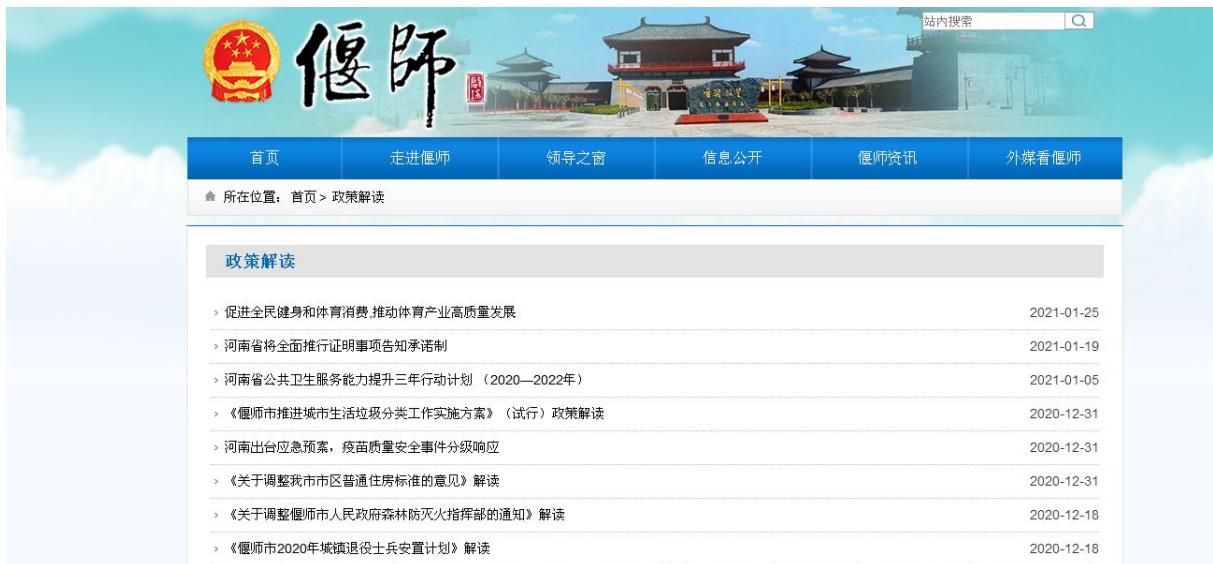 站内搜索
偃師
首页 走进偃师 领导之窗 信息公开 偃师资讯 外媒看偃师
所在位置：首页 > 政策解读
政策解读
促进全民健身和体育消费,推动体育产业高质量发展 2021-01-25
河南省将全面推行证明事项告知承诺制 2021-01-19
河南省公共卫生服务能力提升三年行动计划 （2020—2022年） 2021-01-05
《偃师市推进城市生活垃圾分类工作实施方案》（试行）政策解读 2020-12-31
河南出台应急预案，疫苗质量安全事件分级响应 2020-12-31
《关于调整我市市区普通住房标准的意见》解读 2020-12-31
《关于调整偃师市人民政府森林防灭火指挥部的通知》解读 2020-12-18
《偃师市2020年城镇退役士兵安置计划》解读 2020-12-18